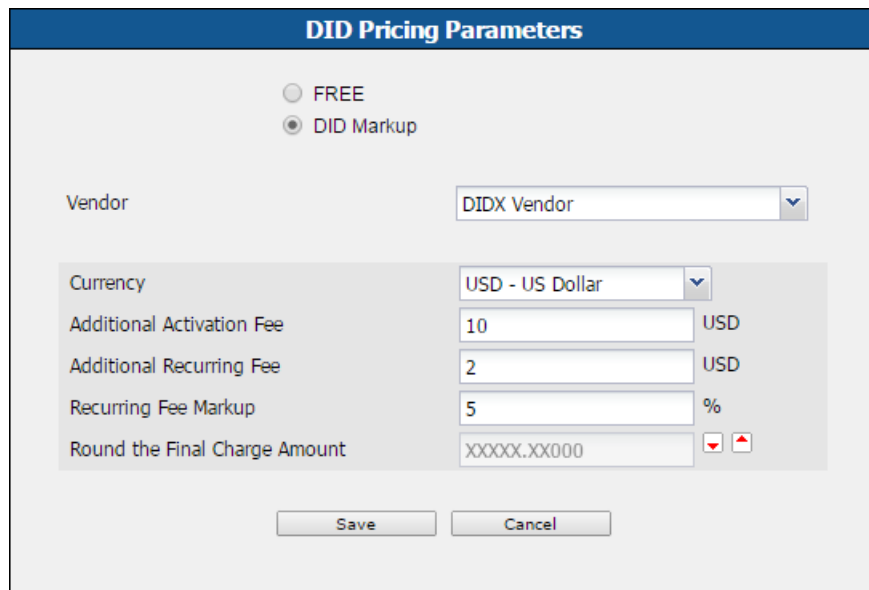 DID Pricing Parameters
FREE
DID Markup
Vendor DIDX Vendor
Currency USD - US Dollar
Additional Activation Fee 10 USD
Additional Recurring Fee 2 USD
Recurring Fee Markup 5 %
Round the Final Charge Amount XXXXX.XX000
Save Cancel